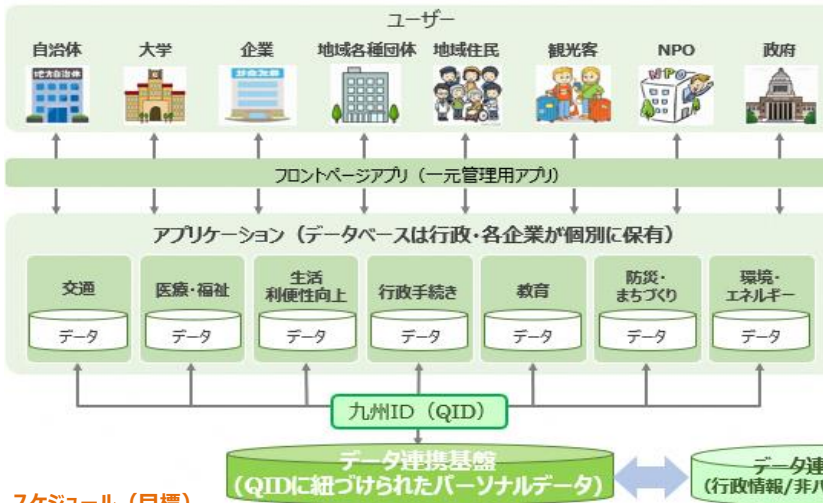 ユーザー
自治体 大学 企業 地域各種団体 地域住民 観光客 NPO 政府
地方自治体
NPO
フロントページアプリ（一元管理用アプリ）
アプリケーション（データベースは行政・各企業が個別に保有）
交通 医療・福祉 生活利便性向上 行政手続き 教育 防災・まちづくり 環境・エネルギー
データ データ データ データ データ データ データ
九州ID（QID）
データ連携基盤
（QIDに紐づけられたパーソナルデータ）
データ連
（行政情報/非パ
スケジュール（目標）